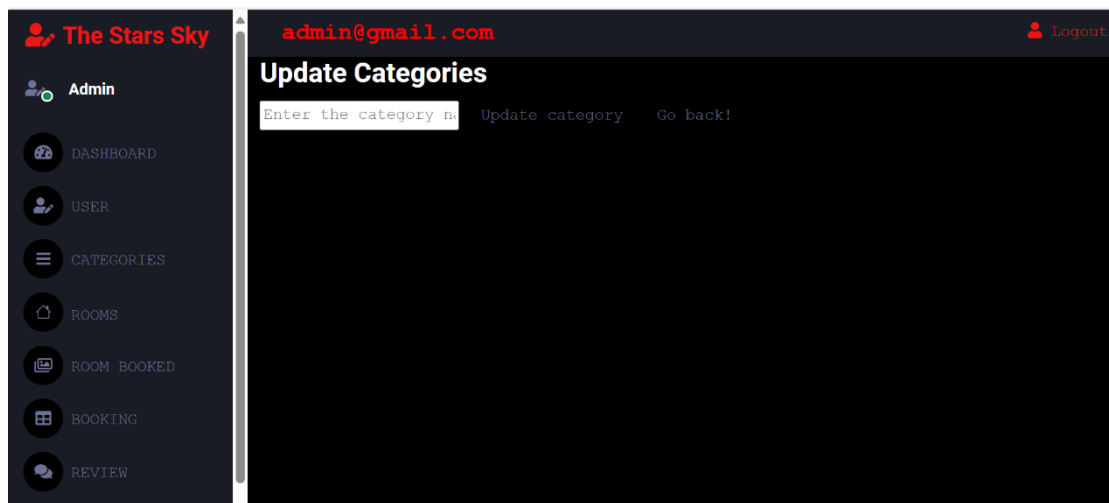 The Stars Sky
Admin
DASHBOARD
USER
CATEGORIES
ROOMS
ROOM BOOKED
BOOKING
REVIEW
admin@gmail.com
Logout
Update Categories
Enter the category
Update category
Go back!